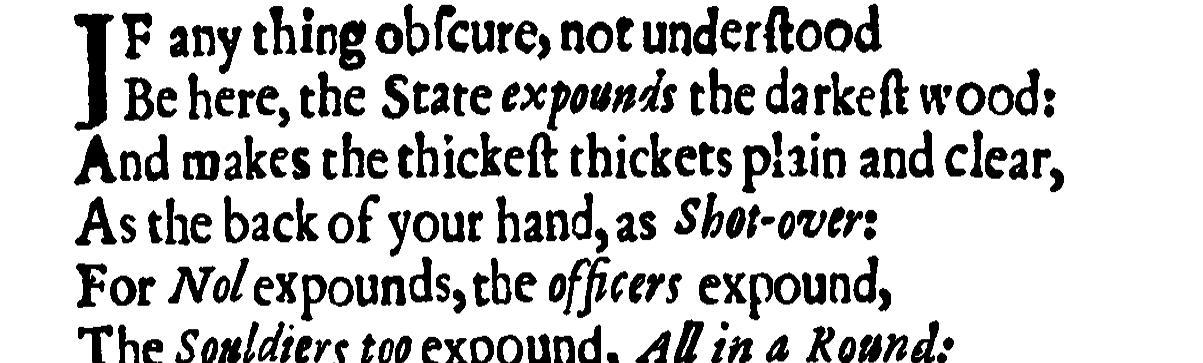 IF any thing obſcure, not underſtood
Be here, the State expounds the darkeſt wood:
And makes the thickeſt thickets plain and clear,
As the back of your hand, as Shot-over:
For Nol expounds, the officers expound,
The Souldiers too expound, All in a Round: